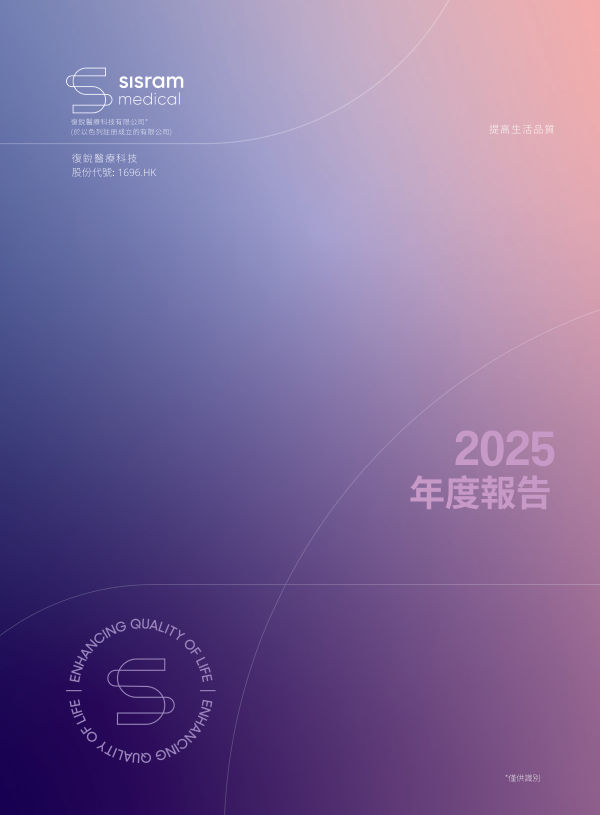 sisram
medical
復銳醫療科技有限公司*
(於以色列註冊成立的有限公司)
提高生活品質
復銳醫療科技
股份代號: 1696.HK
2025
年度報告
ENHANCING QUALITY OF LIFE | ENHANCING QUALITY OF LIFE |
*僅供識別